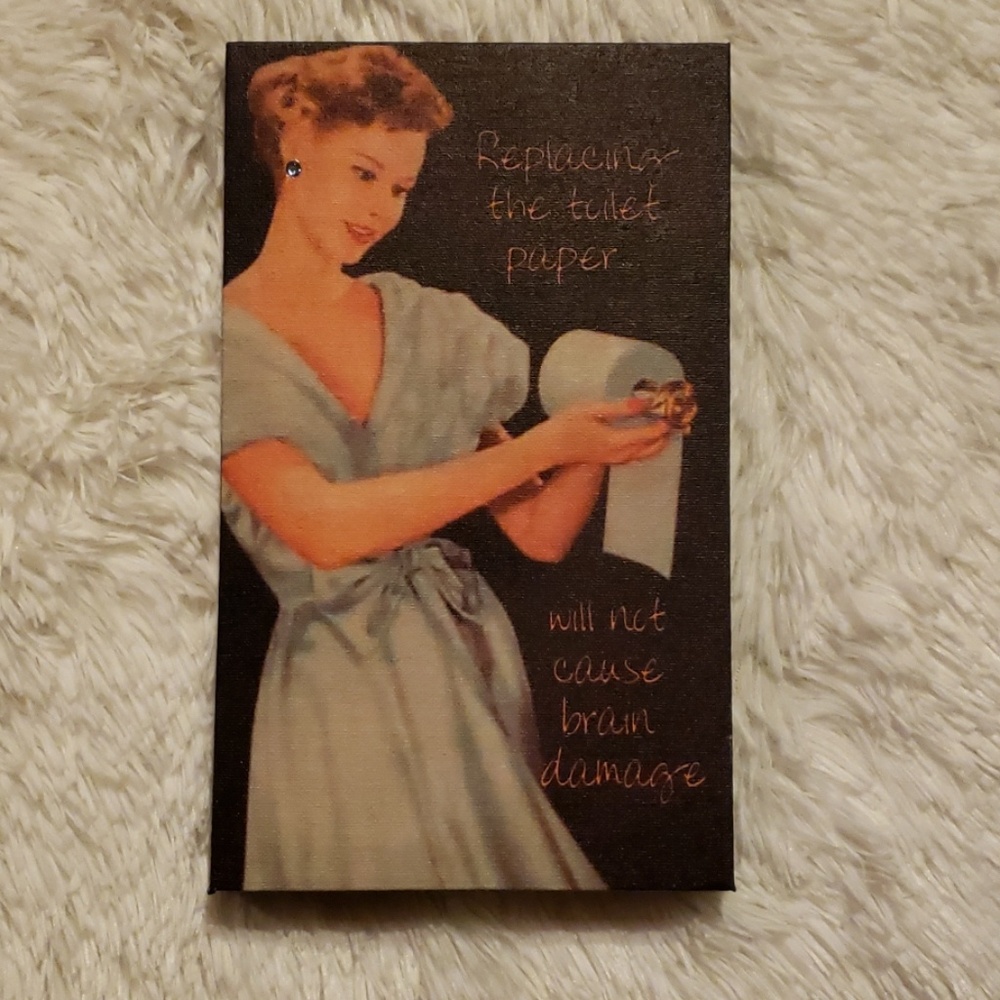 Replacing
the toilet
paper
will not
cause
brain
damage